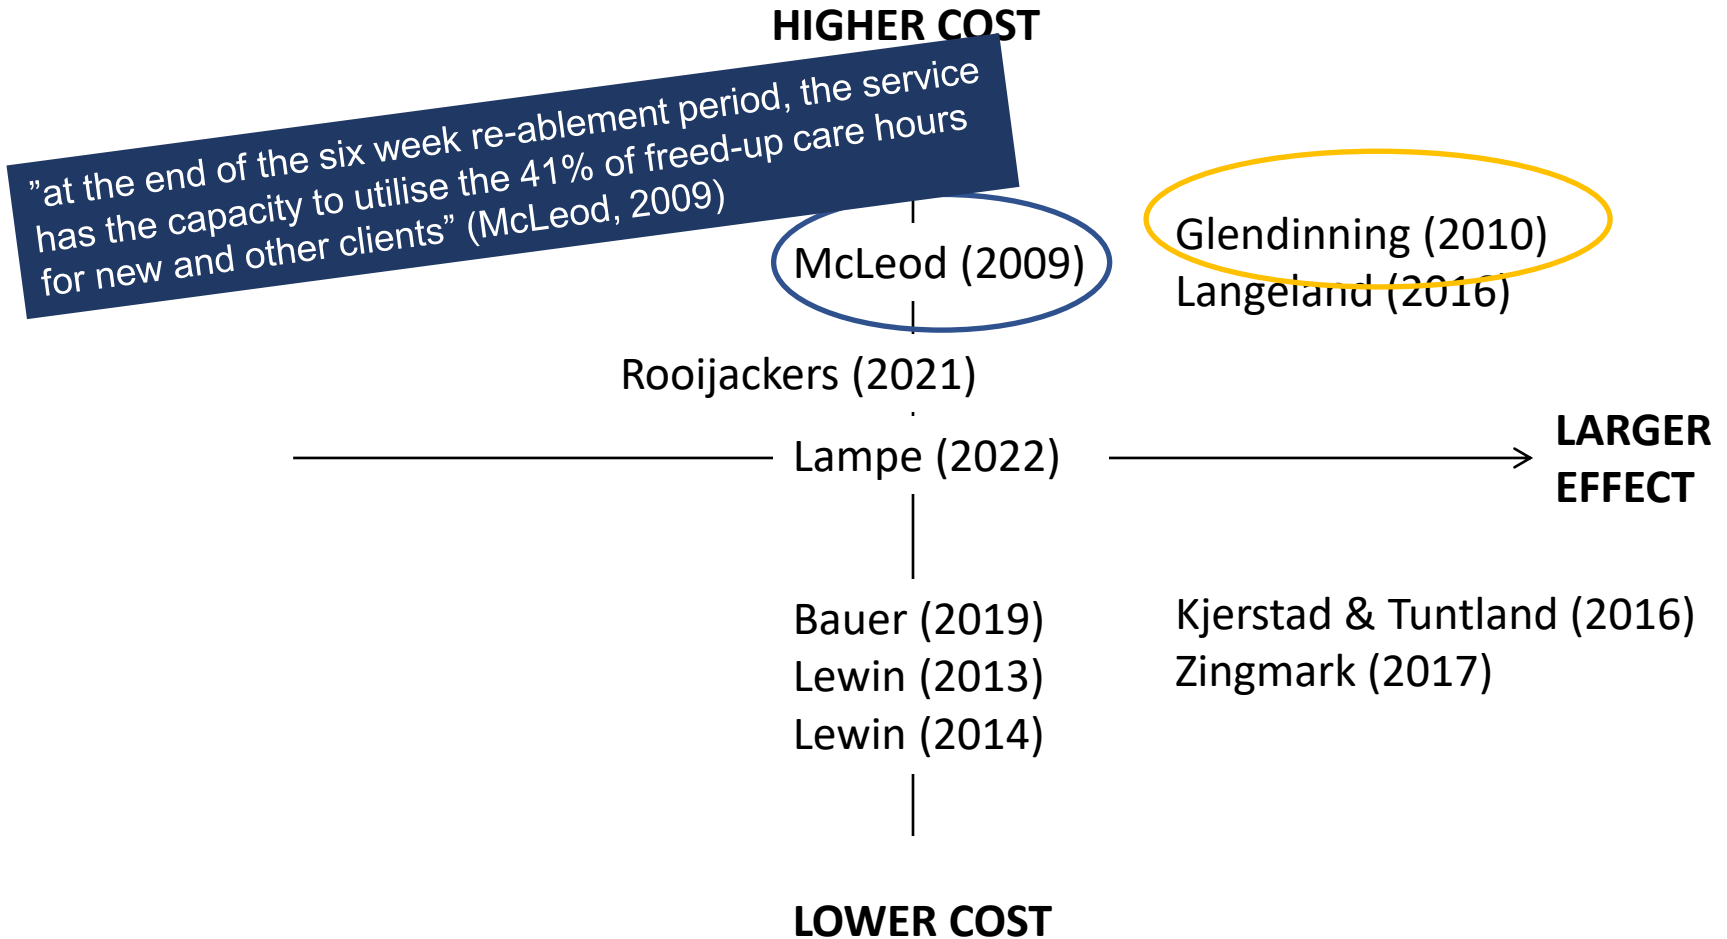 HIGHER COST
”at the end of the six week re-ablement period, the service
has the capacity to utilise the 41% of freed-up care hours
for new and other clients” (McLeod, 2009)
McLeod (2009)
Glendinning (2010)
Langeland (2016)
Rooijackers (2021)
Lampe (2022)
LARGER
EFFECT
Bauer (2019)
Lewin (2013)
Lewin (2014)
Kjerstad & Tuntland (2016)
Zingmark (2017)
LOWER COST